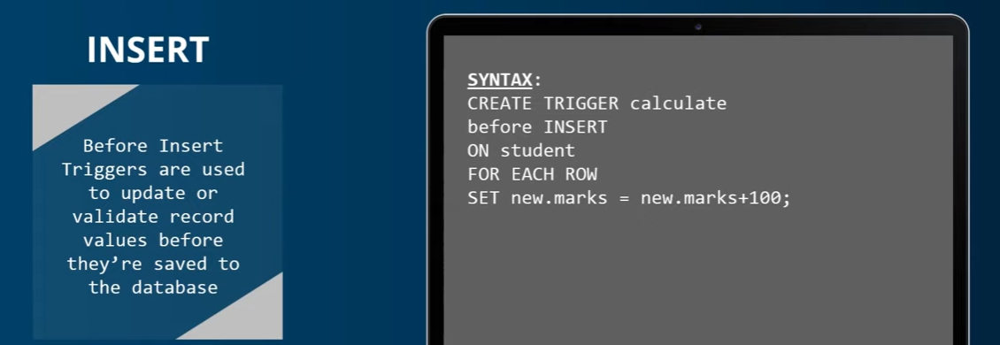 INSERT
Before Insert
Triggers are used
to update or
validate record
values before
they’re saved to
the database
SYNTAX:
CREATE TRIGGER calculate
before INSERT
ON student
FOR EACH ROW
SET new.marks = new.marks+100;